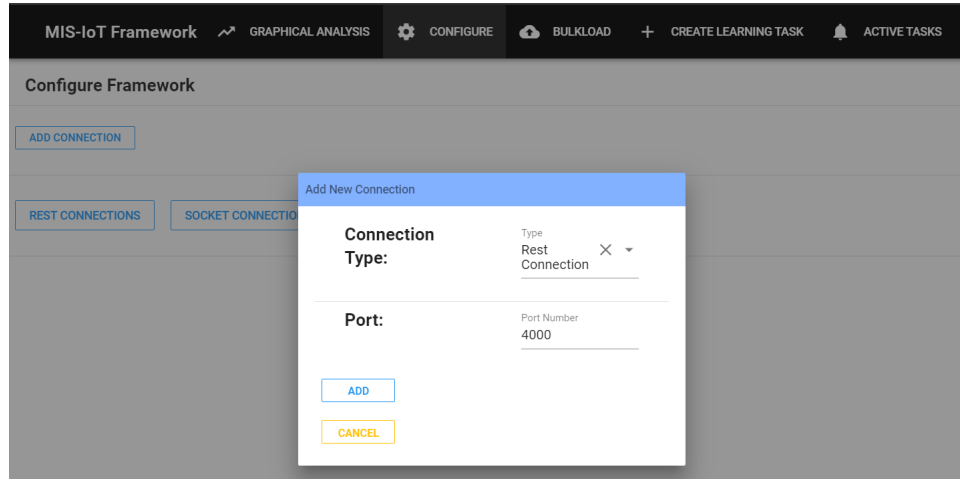 MIS-IoT Framework GRAPHICAL ANALYSIS CONFIGURE BULKLOAD CREATE LEARNING TASK ACTIVE TASKS
Configure Framework
ADD CONNECTION
REST CONNECTIONS SOCKET CONNECTIO
Add New Connection
Connection
Type:
Type
Rest
Connection
Port:
Port Number
4000
ADD
CANCEL